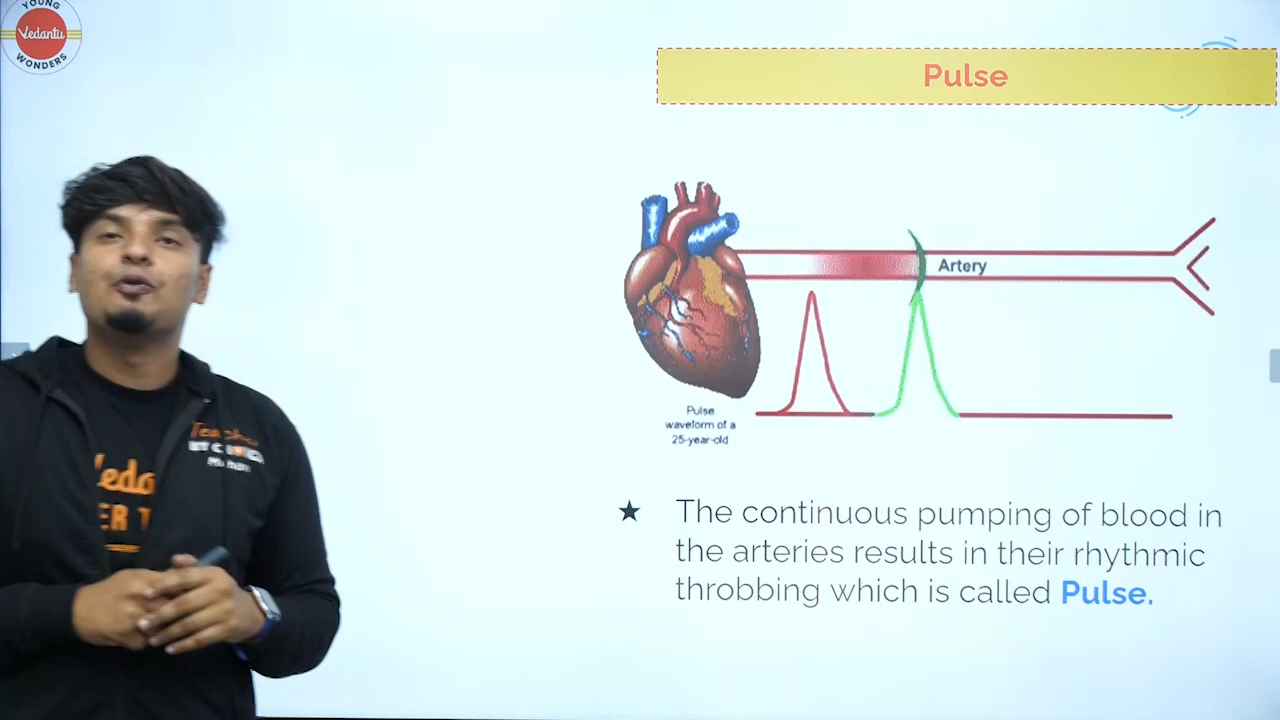 YOUNG
Vedantu
WONDERS
Pulse
Artery
Pulse
waveform of a
25-year-old
★ The continuous pumping of blood in
the arteries results in their rhythmic
throbbing which is called Pulse.